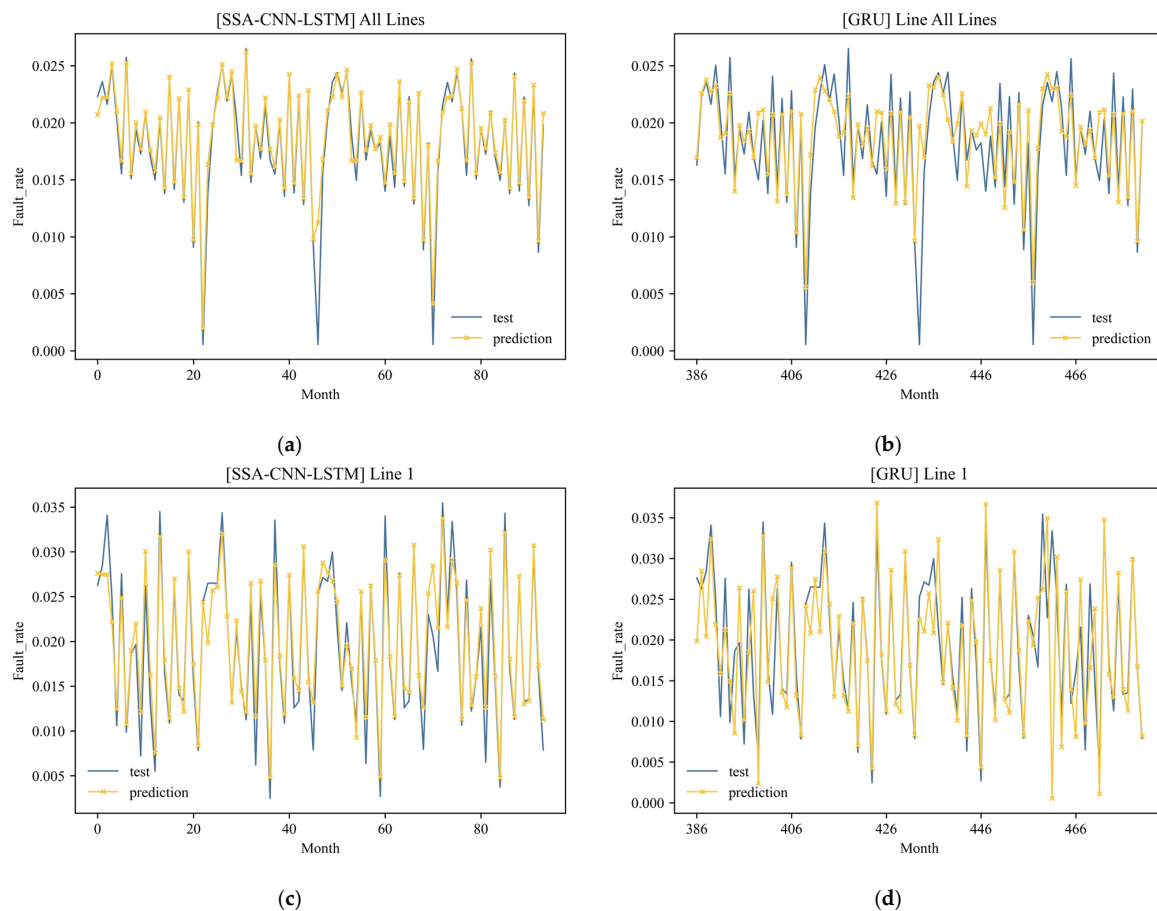 [SSA-CNN-LSTM] All Lines
0.025
0.020
0.015
0.010
0.005
0.000
Fault_rate
test
prediction
0 20 40 60 80
Month
(a)
[GRU] Line All Lines
0.025
0.020
0.015
0.010
0.005
0.000
Fault_rate
test
prediction
386 406 426 446 466
Month
(b)
[SSA-CNN-LSTM] Line 1
0.035
0.030
0.025
0.020
0.015
0.010
0.005
Fault_rate
test
prediction
0 20 40 60 80
Month
(c)
[GRU] Line 1
0.035
0.030
0.025
0.020
0.015
0.010
0.005
0.000
Fault_rate
test
prediction
386 406 426 446 466
Month
(d)